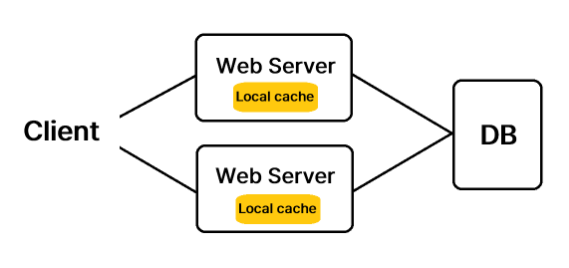 Client
Web Server
Local cache
Web Server
Local cache
DB